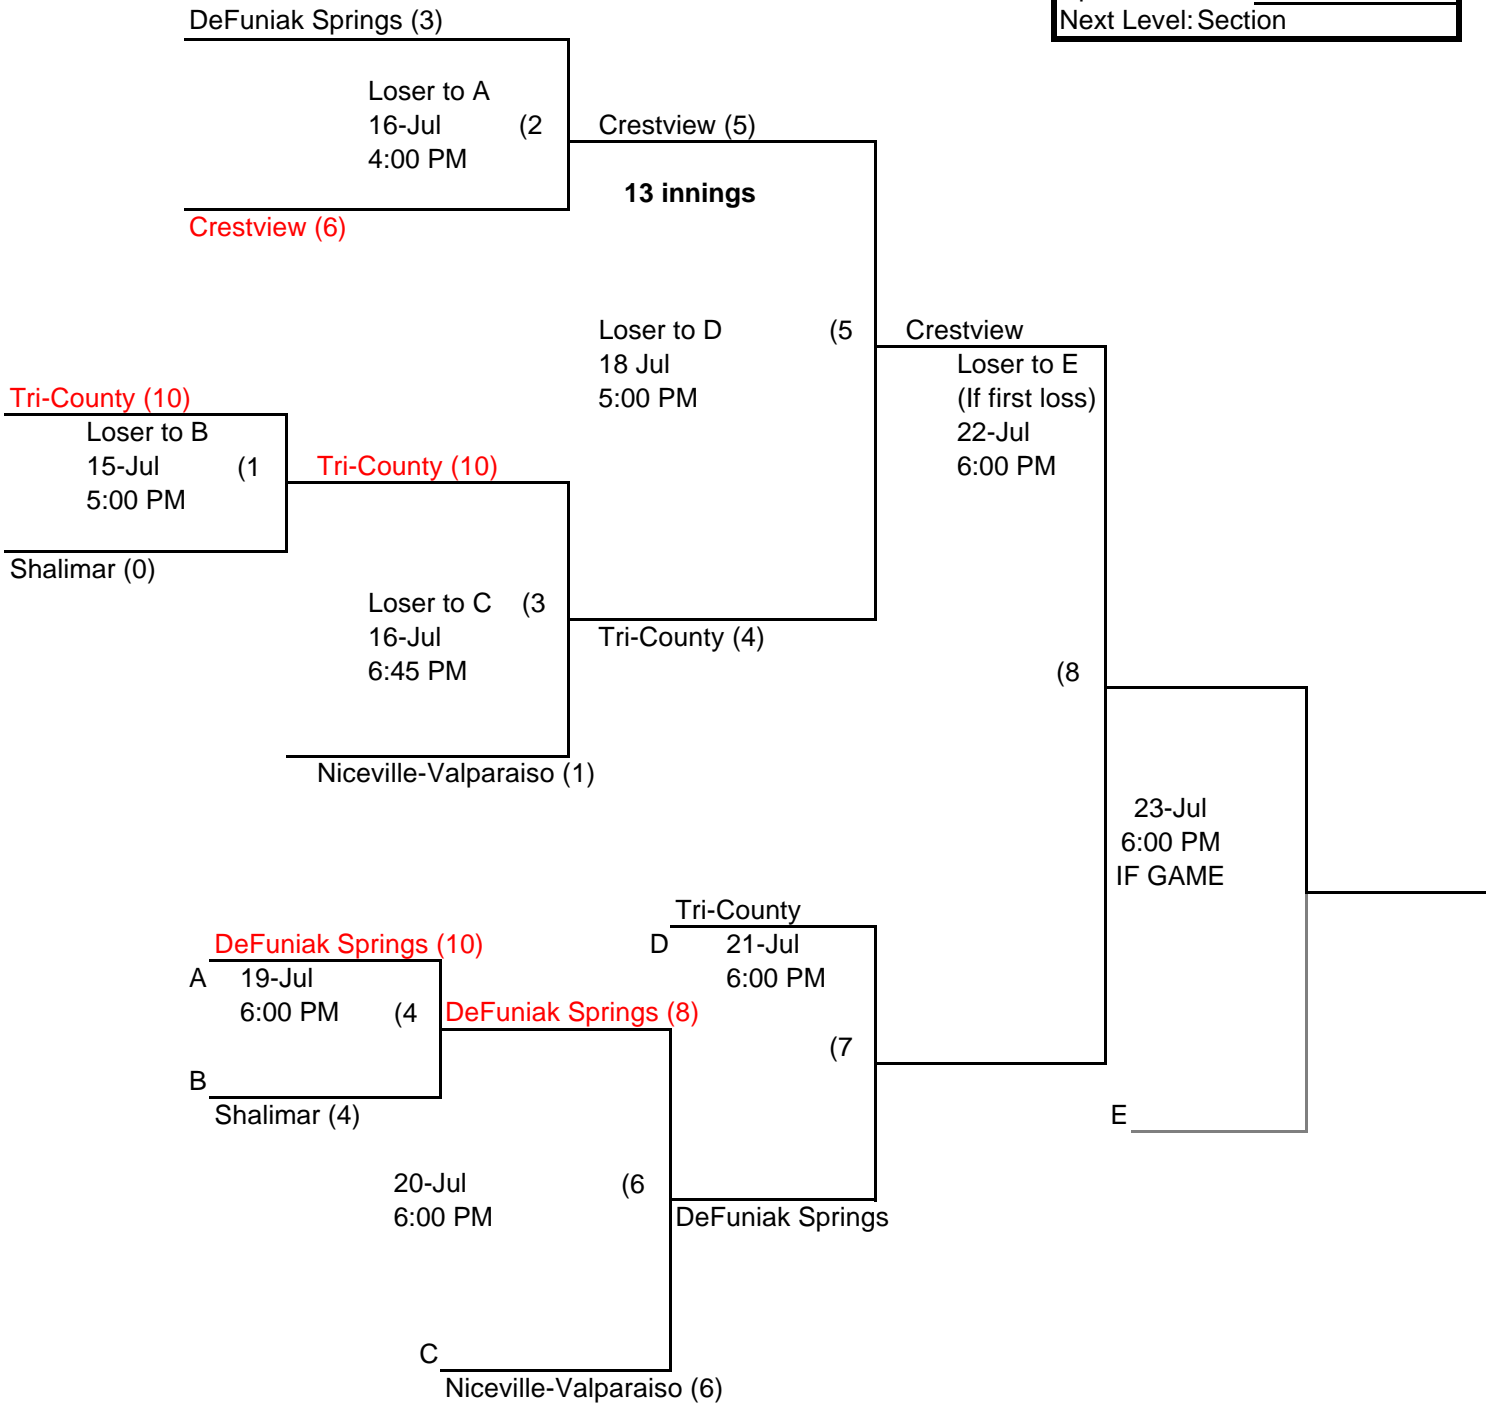 DeFuniak Springs (3)
Next Level: Section
Loser to A
16-Jul (2
4:00 PM
Crestview (5)
13 innings
Crestview (6)
Loser to D (5
18 Jul
5:00 PM
Crestview
Loser to E
(If first loss)
22-Jul
6:00 PM
Tri-County (10)
Loser to B
15-Jul (1
5:00 PM
Tri-County (10)
Shalimar (0)
Loser to C (3
16-Jul
6:45 PM
Tri-County (4)
(8
Niceville-Valparaiso (1)
23-Jul
6:00 PM
IF GAME
Tri-County
D 21-Jul
6:00 PM
DeFuniak Springs (10)
A 19-Jul
6:00 PM (4
DeFuniak Springs (8)
(7
B
Shalimar (4)
E
20-Jul (6
6:00 PM
DeFuniak Springs
C
Niceville-Valparaiso (6)